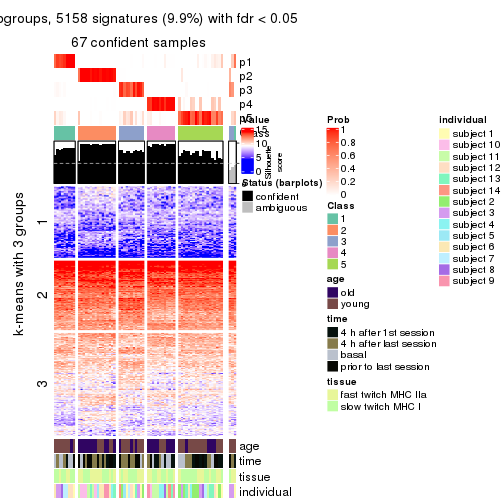 ogroups, 5158 signatures (9.9%) with fdr < 0.05
67 confident samples
p1
p2
p3
p4
p5
Class
k-means with 3 groups
1
2
3
Value
15
10
5
0
Silhouette
score
Status (barplots)
confident
ambiguous
Prob
1
0.8
0.6
0.4
0.2
0
Class
1
2
3
4
5
age
old
young
time
4 h after 1st session
4 h after last session
basal
prior to last session
tissue
fast twitch MHC IIa
slow twitch MHC I
individual
subject 1
subject 10
subject 11
subject 12
subject 13
subject 14
subject 2
subject 3
subject 4
subject 5
subject 6
subject 7
subject 8
subject 9
age
time
tissue
individual